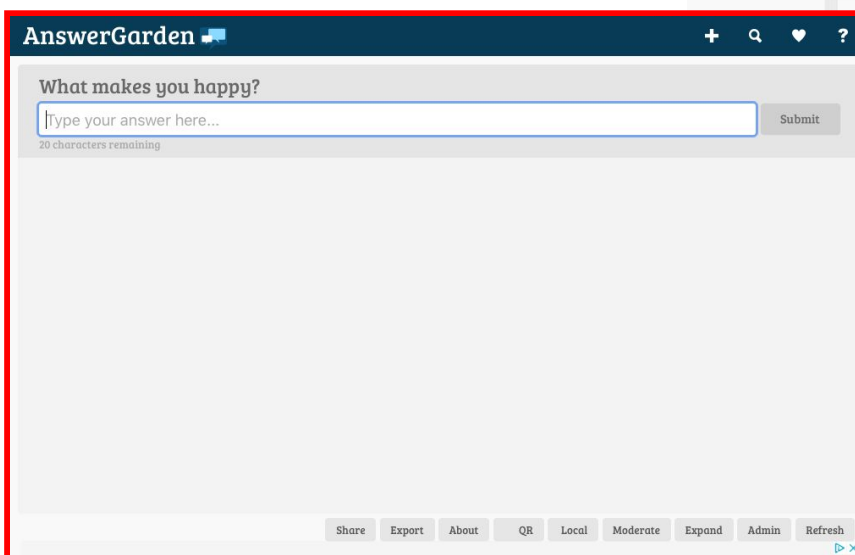 AnswerGarden
+ ?
What makes you happy?
Type your answer here...
Submit
20 characters remaining
Share Export About QR Local Moderate Expand Admin Refresh